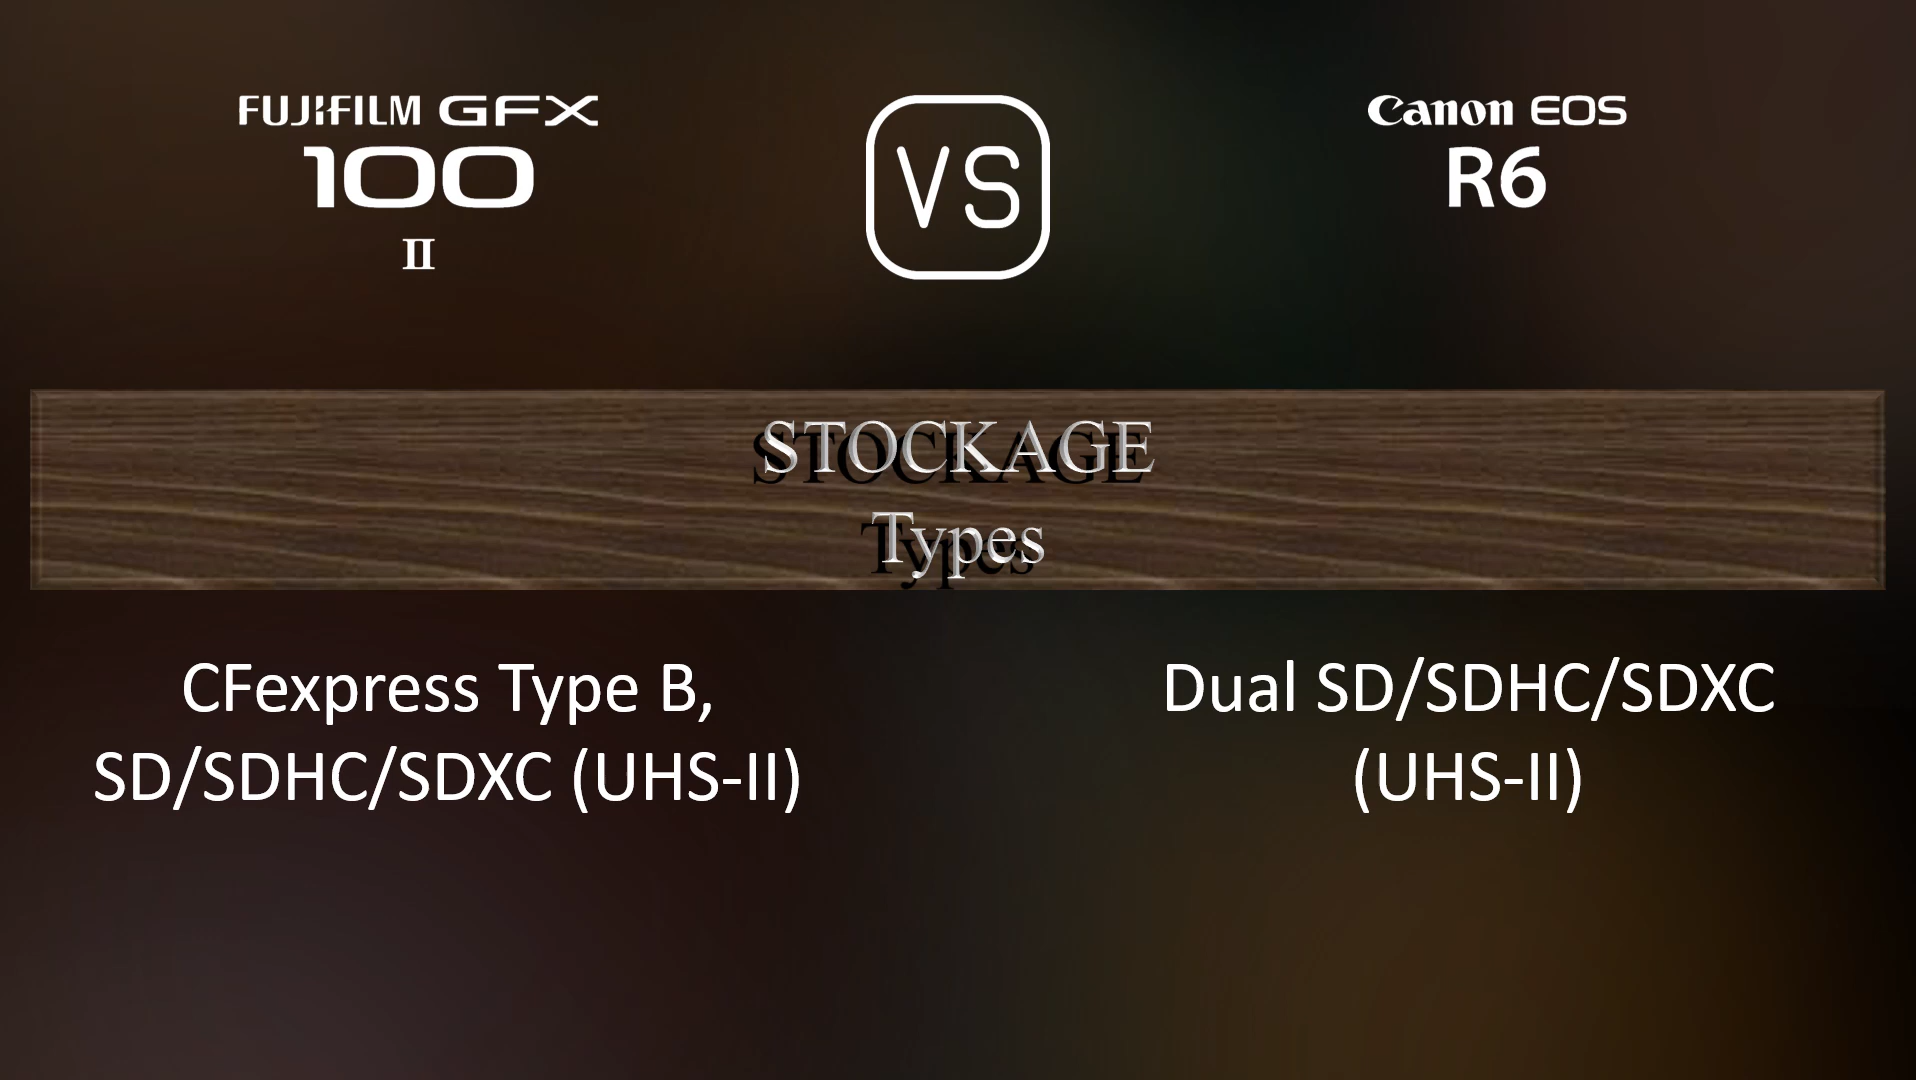 FUJIFILM GFX
100
II
VS
Canon EOS
R6
STOCKAGE
Types
CFexpress Type B,
SD/SDHC/SDXC (UHS-II)
Dual SD/SDHC/SDXC
(UHS-II)